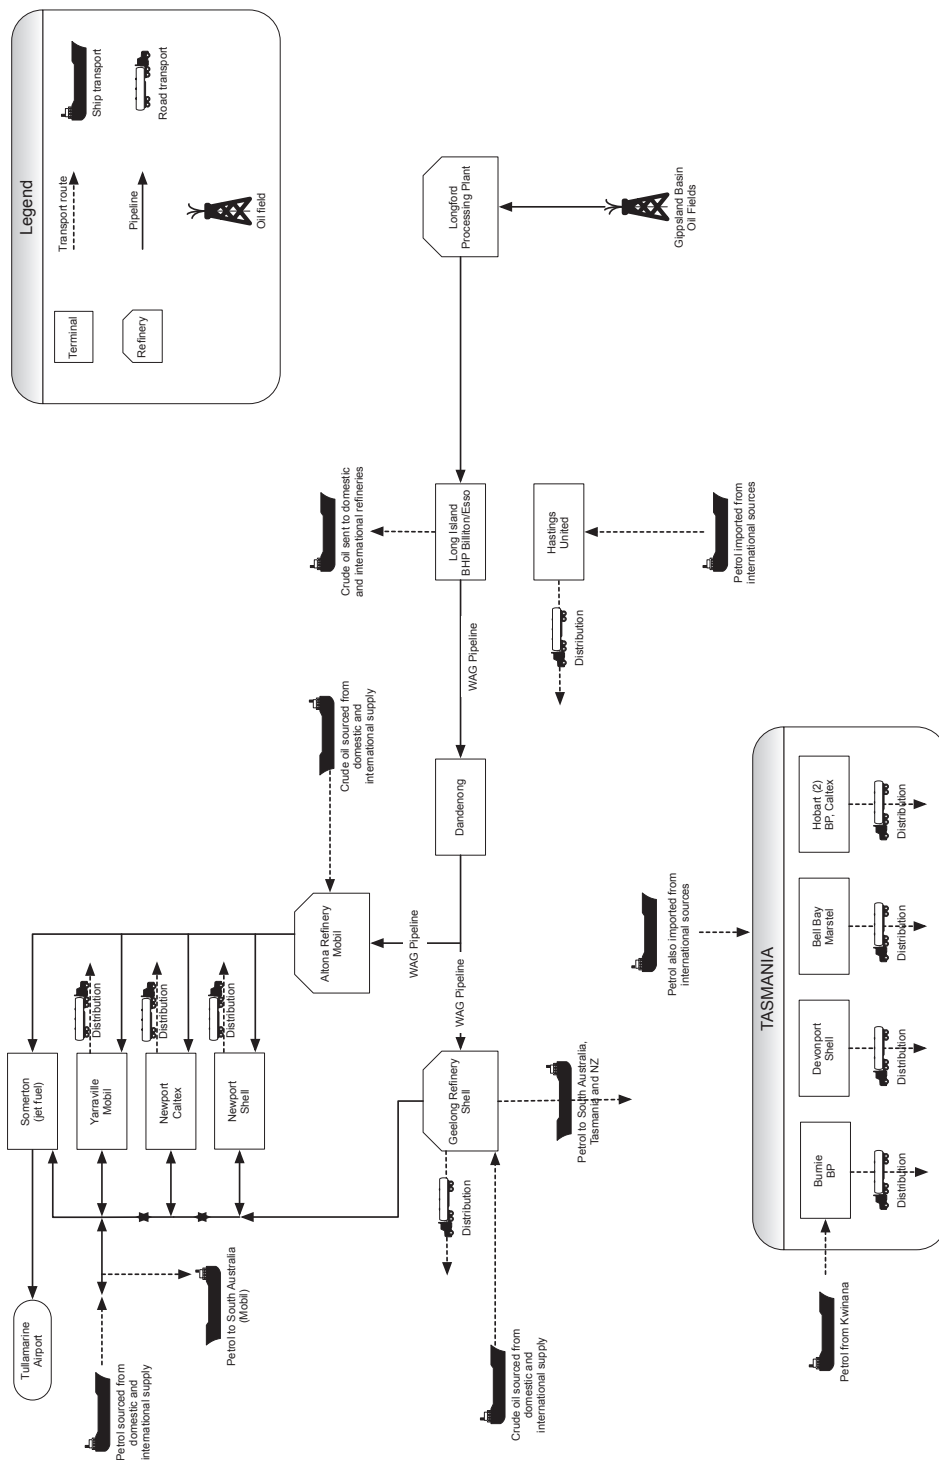 Legend
Terminal
Transport route
Ship transport
Refinery
Pipeline
Road transport
Oil field
Tullamarine
Airport
Somerton
(jet fuel)
Petrol sourced from
domestic and
international supply
Yarraville
Mobil
Distribution
Newport
Caltex
Distribution
Petrol to South Australia
(Mobil)
Newport
Shell
Distribution
Altona Refinery
Mobil
Crude oil sourced from
domestic and
international supply
Crude oil sent to domestic
and international refineries
WAG Pipeline
Geelong Refinery
Shell
WAG Pipeline
Dandenong
WAG Pipeline
Long Island
BHP Billiton/Esso
Longford
Processing Plant
Distribution
Crude oil sourced from
domestic and
international supply
Petrol to South Australia,
Tasmania and NZ
Distribution
Hastings
United
Gippsland Basin
Oil Fields
Petrol also imported from
international sources
Petrol imported from
international sources
TASMANIA
Petrol from Kwinana
Burnie
BP
Devonport
Shell
Bell Bay
Marstel
Hobart (2)
BP, Caltex
Distribution
Distribution
Distribution
Distribution